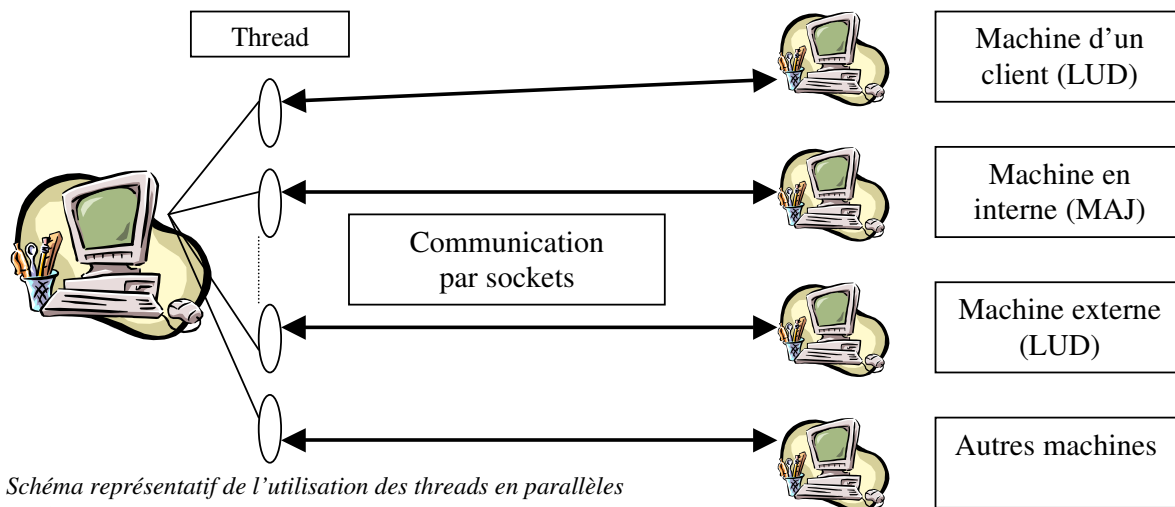 Thread
Machine d’un
client (LUD)
Machine en
interne (MAJ)
Communication
par sockets
Machine externe
(LUD)
Autres machines
Schéma représentatif de l’utilisation des threads en parallèles